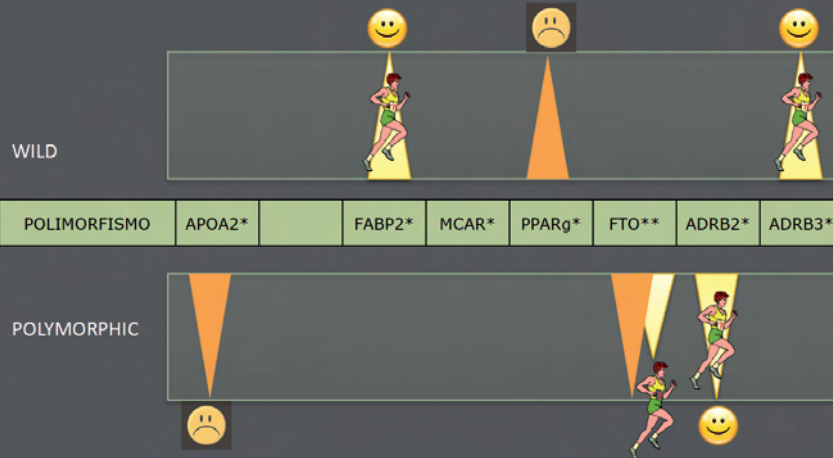 WILD
POLIMORFISMO APOA2* FABP2* MCAR* PPARg* FTO** ADRB2* ADRB3*
POLYMORPHIC